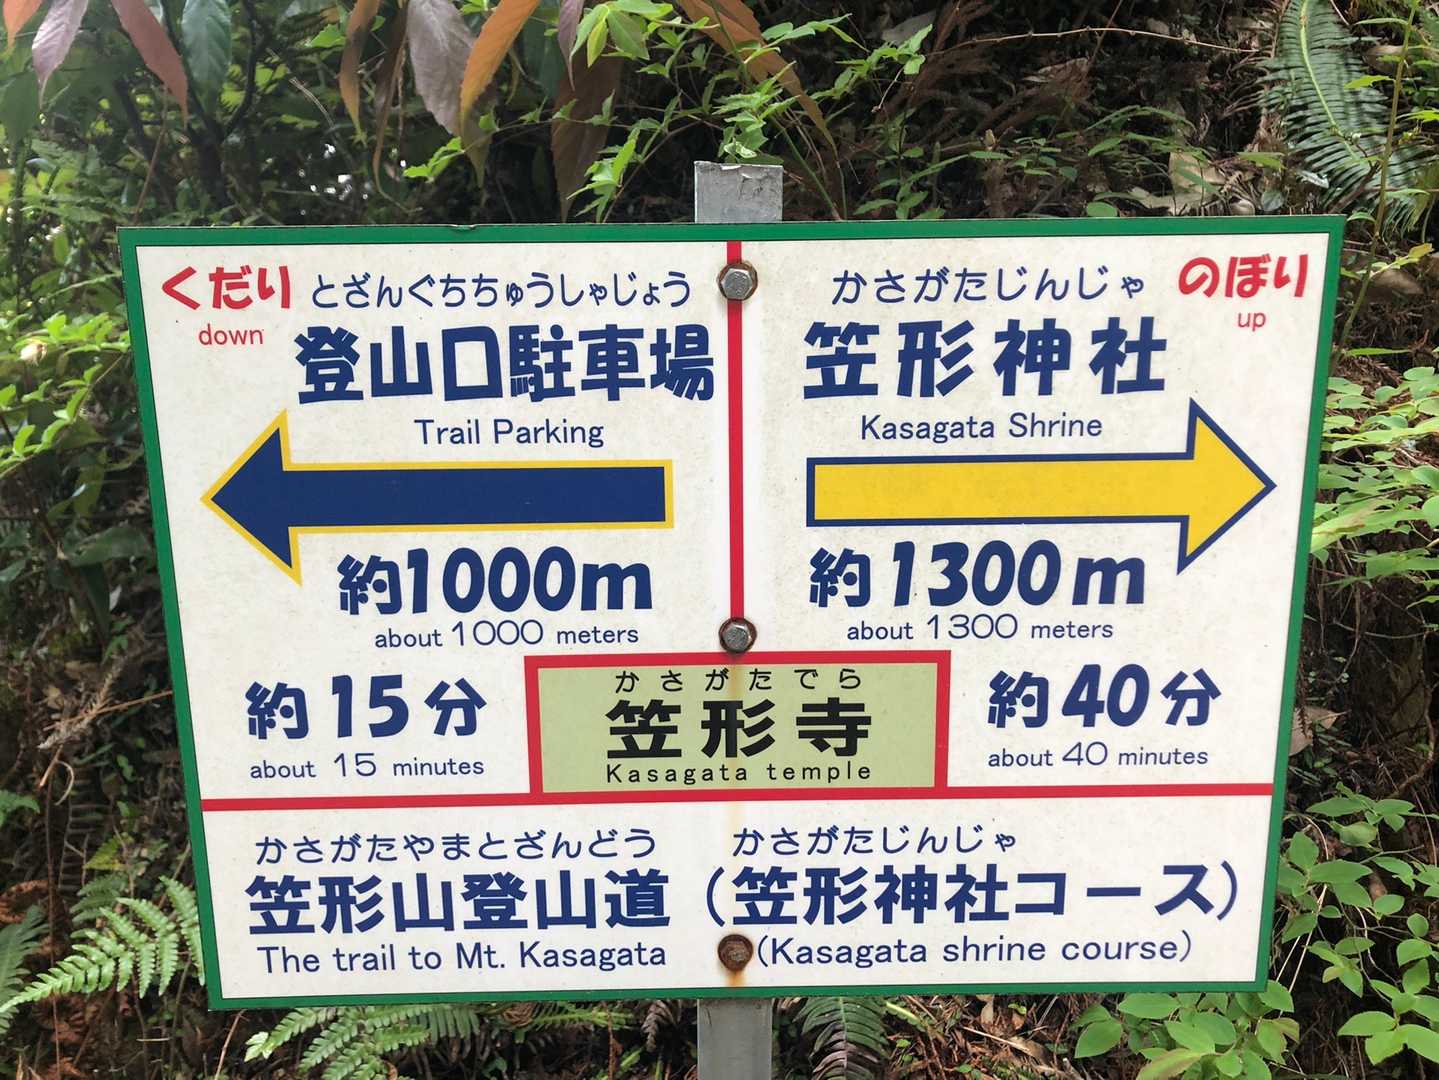 くだり
down
とざんぐちちゅうしゃじょう
登山口駐車場
Trail Parking
約1000m
about 1000 meters
約15分
about 15 minutes
かさがたじんじゃ
笠形神社
Kasagata Shrine
のぼり
up
約1300m
about 1300 meters
約40分
about 40 minutes
かさがたでら
笠形寺
Kasagata temple
かさがたやまとざんどう かさがたじんじゃ
笠形山登山道（笠形神社コース）
The trail to Mt. Kasagata (Kasagata shrine course)